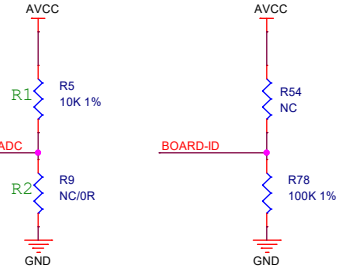 AVCC
AVCC
R1
R5
10K 1%
R54
NC
ADC
BOARD-ID
R2
R9
NC/0R
R78
100K 1%
GND
GND